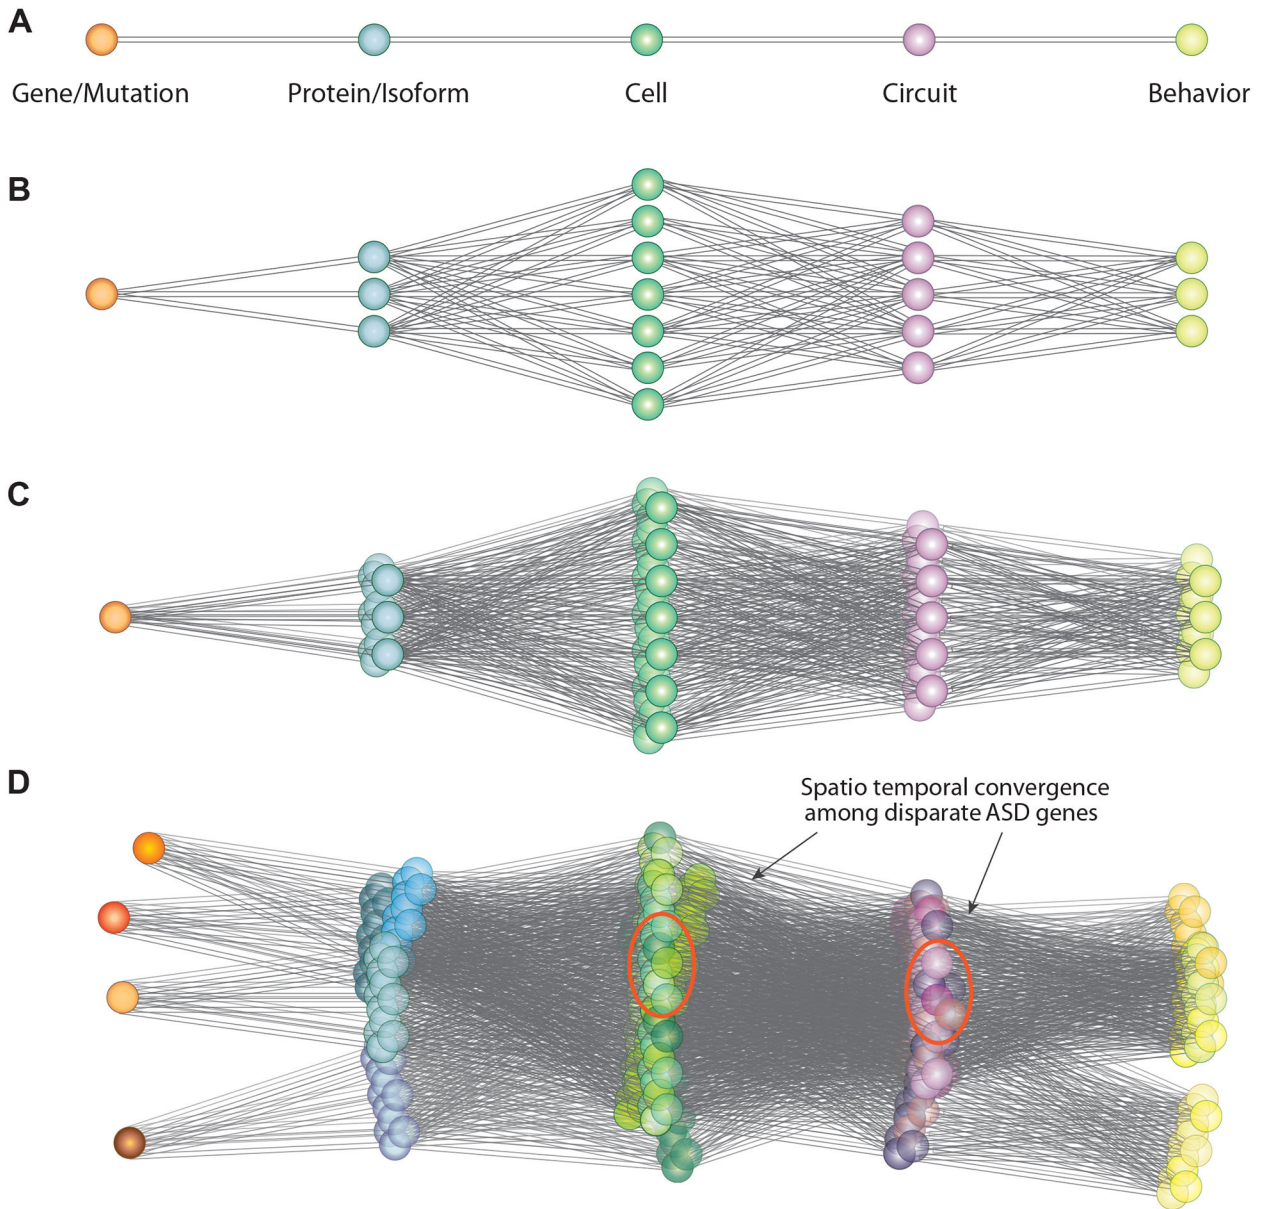 A
Gene/Mutation Protein/Isoform Cell Circuit Behavior
B
C
D
Spatio temporal convergence
among disparate ASD genes